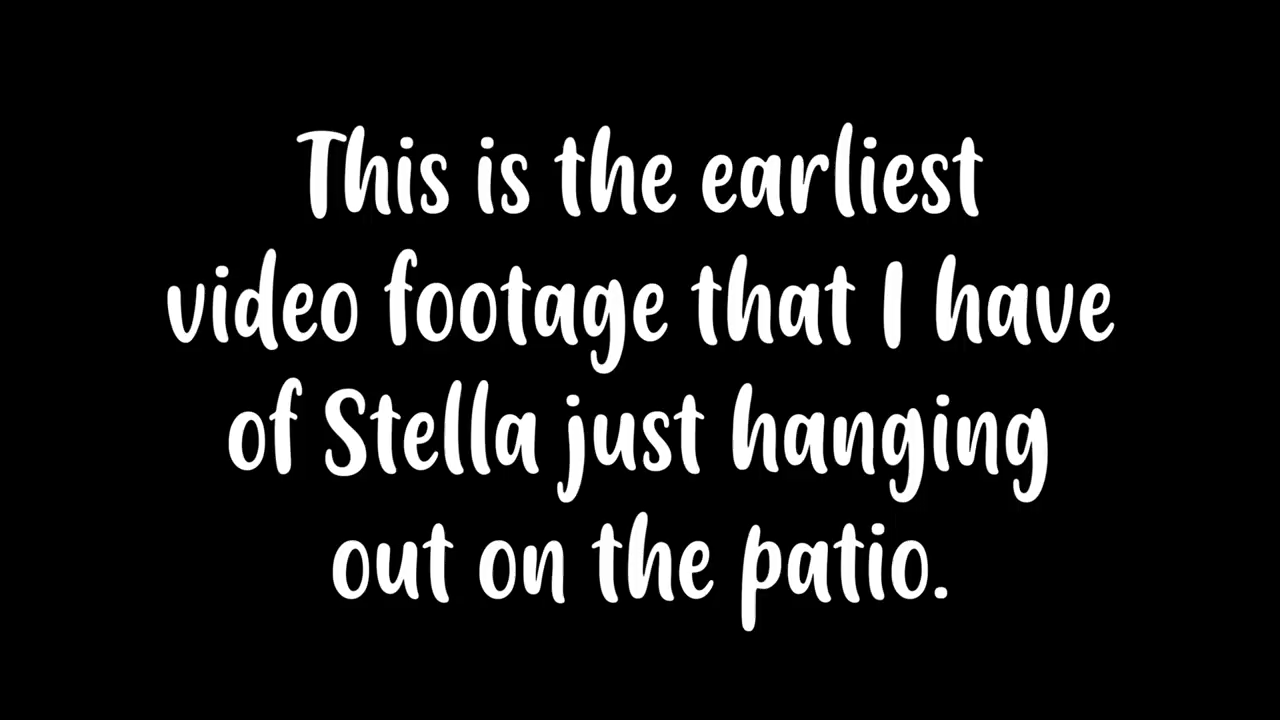 This is the earliest
video footage that I have
of Stella just hanging
out on the patio.